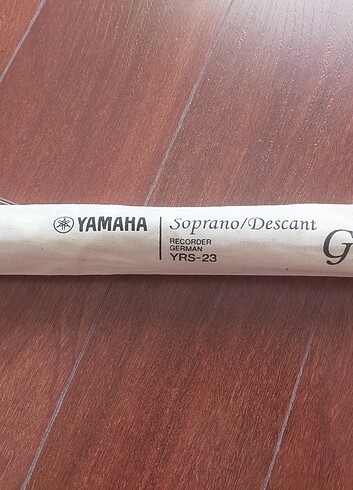 YAMAHA
Soprano/Descant
RECORDER
GERMAN
YRS-23
G